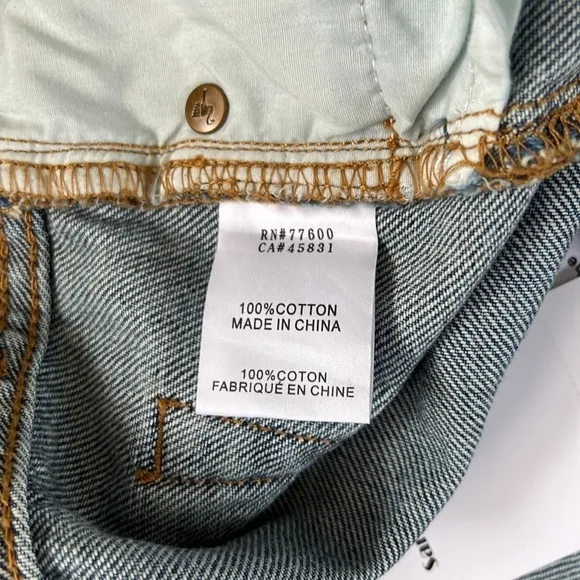 RN#77600
CA#45831
100%COTTON
MADE IN CHINA
100%COTON
FABRIQUÉ EN CHINE